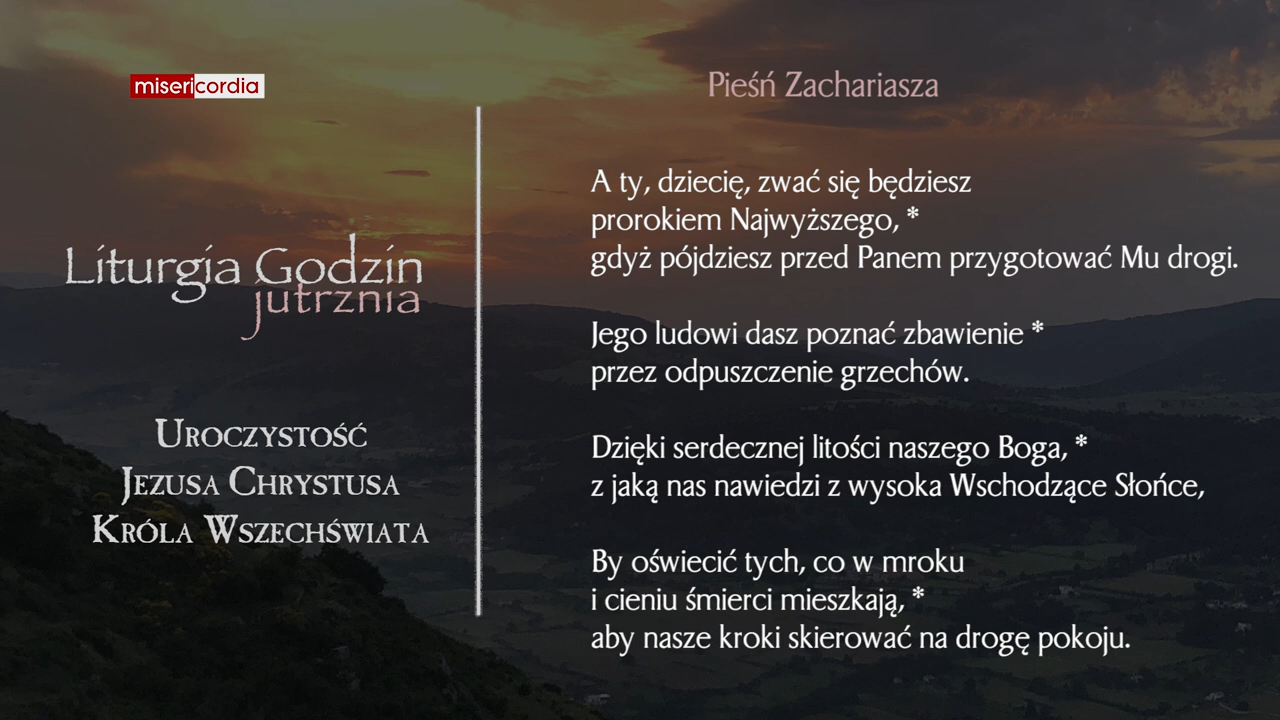 misericordia
Liturgia Godzin
jutrznia
Uroczystość
Jezusa Chrystusa
Króla Wszechświata
Pieśń Zachariasza
A ty, dziecię, zwać się będziesz
prorokiem Najwyższego, *
gdyż pójdziesz przed Panem przygotować Mu drogi.
Jego ludowi dasz poznać zbawienie *
przez odpuszczenie grzechów.
Dzięki serdecznej litości naszego Boga, *
z jaką nas nawiedzi z wysoka Wschodzące Słońce,
By oświecić tych, co w mroku
i cieniu śmierci mieszkają, *
aby nasze kroki skierować na drogę pokoju.